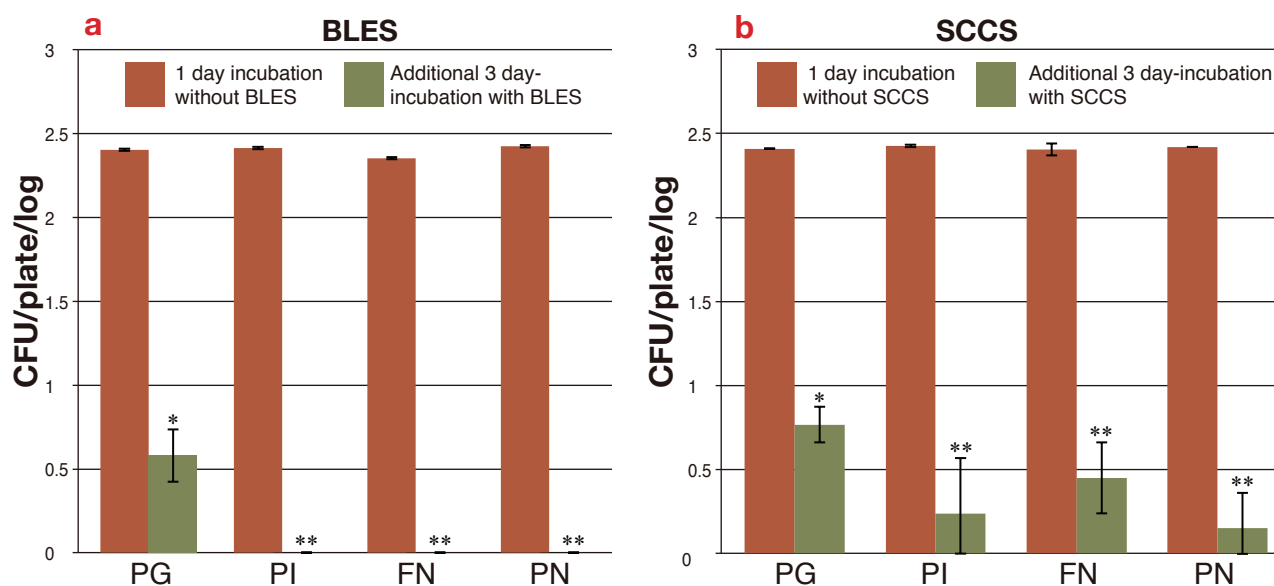 a
BLES
3
2.5
2
1.5
1
0.5
0
CFU/plate/log
1 day incubation
without BLES
Additional 3 day-
incubation with BLES
*
**
**
**
PG PI FN PN
b
SCCS
3
2.5
2
1.5
1
0.5
0
CFU/plate/log
1 day incubation
without SCCS
Additional 3 day-incubation
with SCCS
*
**
**
**
PG PI FN PN